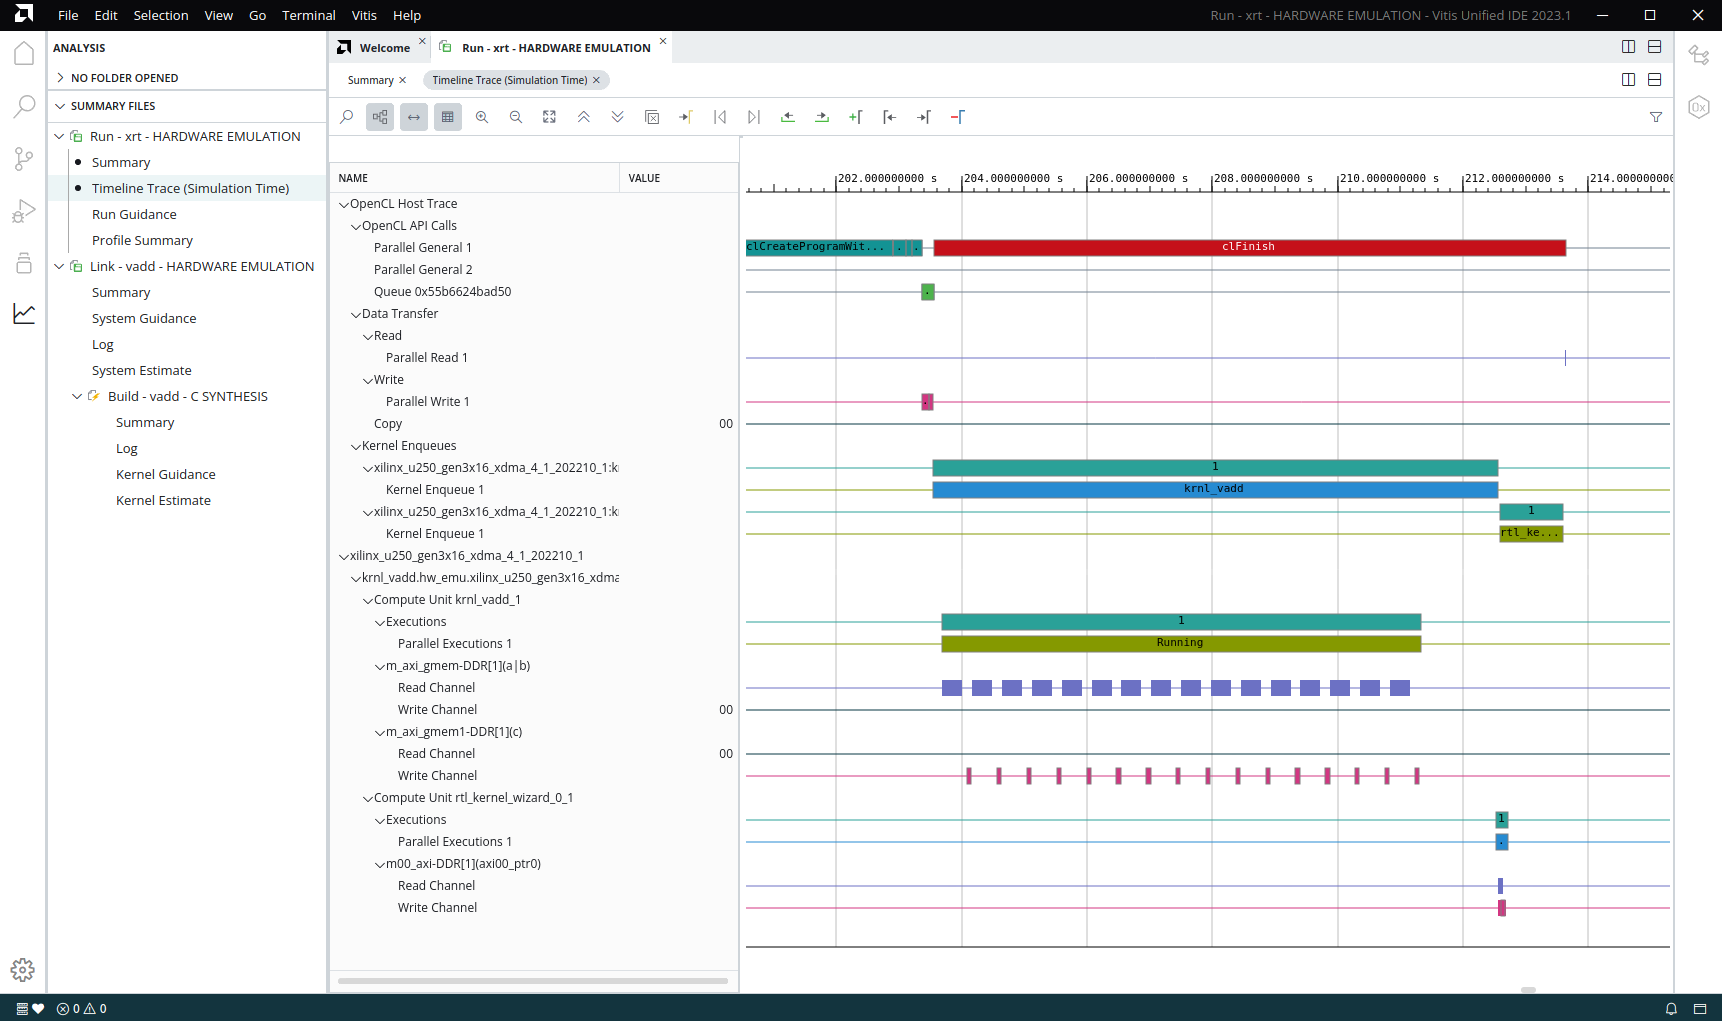 File Edit Selection View Go Terminal Vitis Help
Run - xrt - HARDWARE EMULATION - Vitis Unified IDE 2023.1
ANALYSIS
NO FOLDER OPENED
SUMMARY FILES
Run - xrt - HARDWARE EMULATION
Summary
Timeline Trace (Simulation Time)
Run Guidance
Profile Summary
Link - vadd - HARDWARE EMULATION
Summary
System Guidance
Log
System Estimate
Build - vadd - C SYNTHESIS
Summary
Log
Kernel Guidance
Kernel Estimate
Welcome
Run - xrt - HARDWARE EMULATION
Summary
Timeline Trace (Simulation Time)
NAME VALUE
202.000000000 s 204.000000000 s 206.000000000 s 208.000000000 s 210.000000000 s 212.000000000 s 214.00000000
OpenCL Host Trace
OpenCL API Calls
Parallel General 1
clCreateProgramWit... . . clFinish
Parallel General 2
Queue 0x55b6624bad50
.
Data Transfer
Read
Parallel Read 1
Write
Parallel Write 1
Copy 00
Kernel Enqueues
xilinx_u250_gen3x16_xdma_4_1_202210_1:k
1
Kernel Enqueue 1
krnl_vadd
xilinx_u250_gen3x16_xdma_4_1_202210_1:k
1
Kernel Enqueue 1
rtl_ke...
xilinx_u250_gen3x16_xdma_4_1_202210_1
krnl_vadd.hw_emu.xilinx_u250_gen3x16_xdma
Compute Unit krnl_vadd_1
Executions
1
Parallel Executions 1
Running
m_axi_gmem-DDR[1](a|b)
Read Channel
Write Channel 00
m_axi_gmem1-DDR[1](c)
Read Channel 00
Write Channel
Compute Unit rtl_kernel_wizard_0_1
Executions
1
Parallel Executions 1
.
m00_axi-DDR[1](axi00_ptr0)
Read Channel
Write Channel
0x
0 0